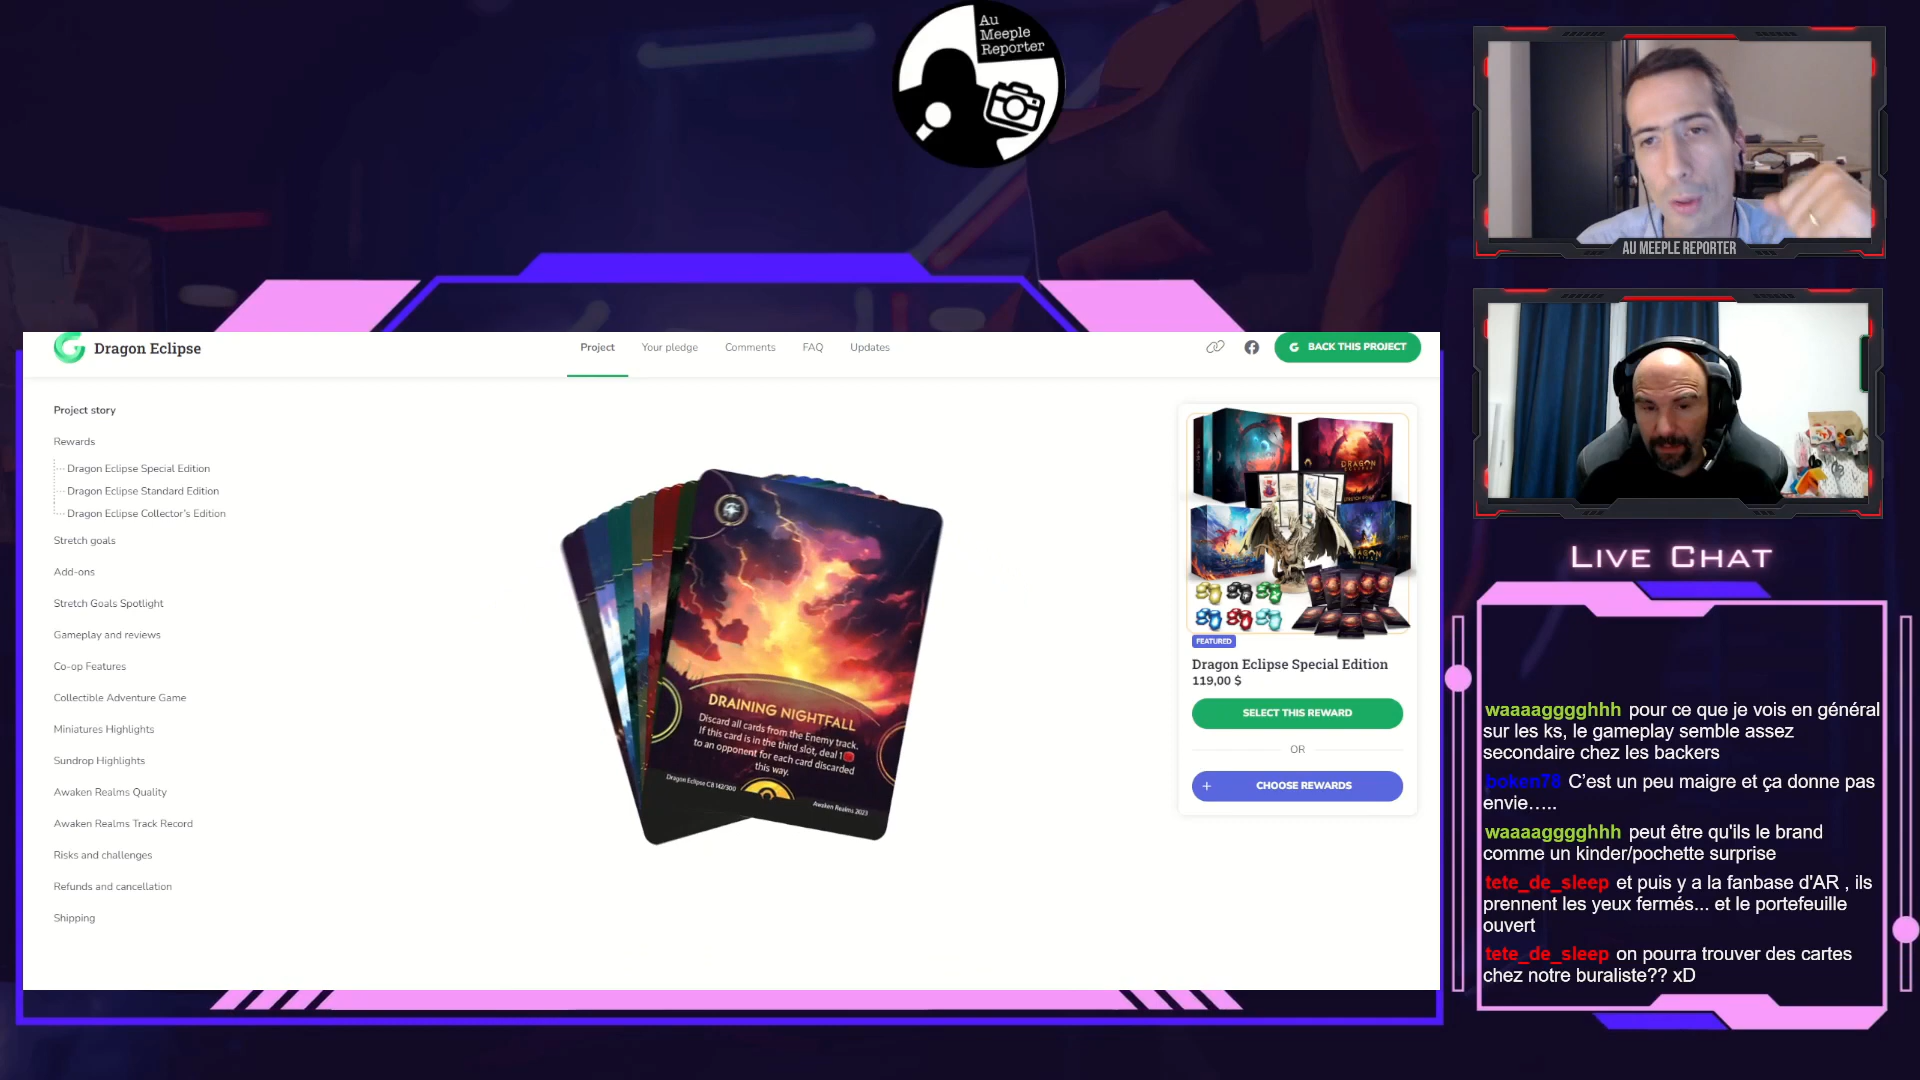 Au
Meeple
Reporter
AU MEEPLE REPORTER
Dragon Eclipse
Project
Your pledge
Comments
FAQ
Updates
BACK THIS PROJECT
Project story
Rewards
Dragon Eclipse Special Edition
Dragon Eclipse Standard Edition
Dragon Eclipse Collector's Edition
Stretch goals
Add-ons
Stretch Goals Spotlight
Gameplay and reviews
Co-op Features
Collectible Adventure Game
Miniatures Highlights
Sundrop Highlights
Awaken Realms Quality
Awaken Realms Track Record
Risks and challenges
Refunds and cancellation
Shipping
DRAINING NIGHTFALL
Discard all cards from the Enemy track.
If this card is in the third slot, deal 1
to an opponent for each card discarded
this way.
Dragon Eclipse CB 142/300
Awaken Realms 2023
DRAGON
ECLIPSE
DRAGON
FEATURED
Dragon Eclipse Special Edition
119,00 $
SELECT THIS REWARD
OR
+ CHOOSE REWARDS
LIVE CHAT
waaaagggghhh pour ce que je vois en général
sur les ks, le gameplay semble assez
secondaire chez les backers
boken78 C'est un peu maigre et ça donne pas
envie…..
waaaagggghhh peut être qu'ils le brand
comme un kinder/pochette surprise
tete_de_sleep et puis y a la fanbase d'AR , ils
prennent les yeux fermés... et le portefeuille
ouvert
tete_de_sleep on pourra trouver des cartes
chez notre buraliste?? xD